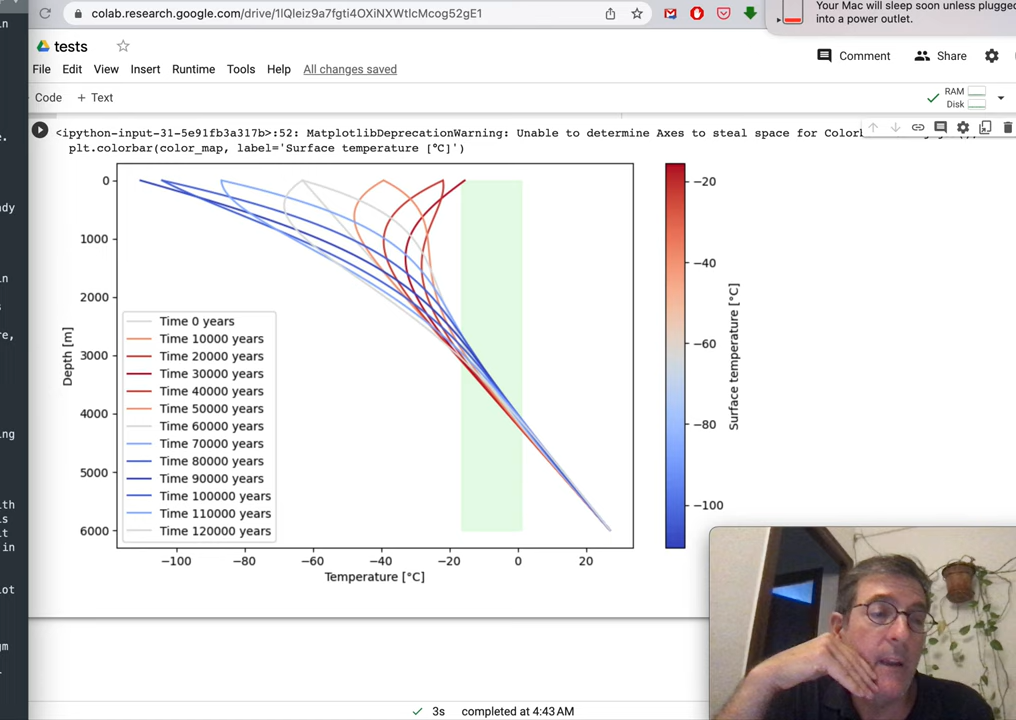 colab.research.google.com/drive/1lQleiz9a7fgti4OXiNXWtlcMcog52gE1
Your Mac will sleep soon unless plugged
into a power outlet.
tests
File Edit View Insert Runtime Tools Help All changes saved
Comment Share
Code + Text
RAM
Disk
<ipython-input-31-5e91fb3a317b>:52: MatplotlibDeprecationWarning: Unable to determine Axes to steal space for
plt.colorbar(color_map, label='Surface temperature [°C]')
0
1000
2000
3000
4000
5000
6000
Depth [m]
Time 0 years
Time 10000 years
Time 20000 years
Time 30000 years
Time 40000 years
Time 50000 years
Time 60000 years
Time 70000 years
Time 80000 years
Time 90000 years
Time 100000 years
Time 110000 years
Time 120000 years
−100 −80 −60 −40 −20 0 20
Temperature [°C]
−20
−40
−60
−80
−100
Surface temperature [°C]
3s completed at 4:43 AM